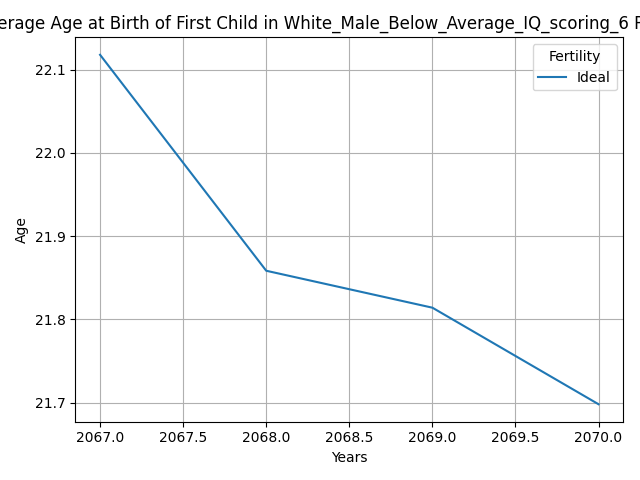 Average Age at Birth of First Child in White_Male_Below_Average_IQ_scoring_6
Fertility
Ideal
Age
22.1
22.0
21.9
21.8
21.7
2067.0 2067.5 2068.0 2068.5 2069.0 2069.5 2070.0
Years